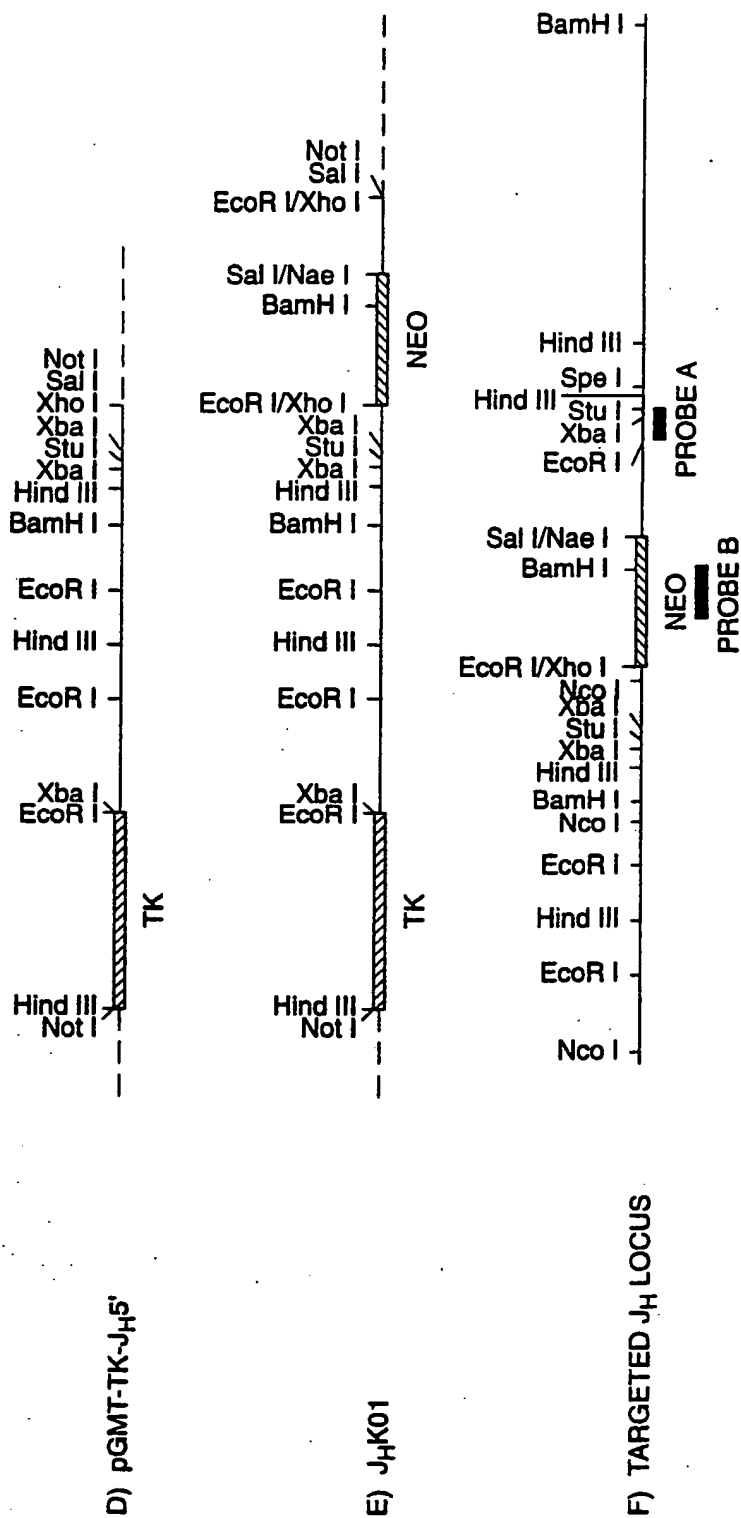 D) pGMT-TK-JH5'
Not I
Hind III
TK
EcoR I
Xba I
EcoR I
Hind III
EcoR I
BamH I
Hind III
Xba I
Stu I
Xba I
Xho I
Sal I
Not I
E) JHK01
Not I
Hind III
TK
EcoR I
Xba I
EcoR I
Hind III
EcoR I
BamH I
Hind III
Xba I
Stu I
Xba I
EcoR I/Xho I
NEO
BamH I
Sal I/Nae I
EcoR I/Xho I
Sal I
Not I
F) TARGETED JH LOCUS
Nco I
EcoR I
Hind III
EcoR I
Nco I
BamH I
Hind III
Xba I
Stu I
Xba I
Nco I
EcoR I/Xho I
NEO
PROBE B
BamH I
Sal I/Nae I
EcoR I
Xba I
Stu I
PROBE A
Hind III
Spe I
Hind III
BamH I